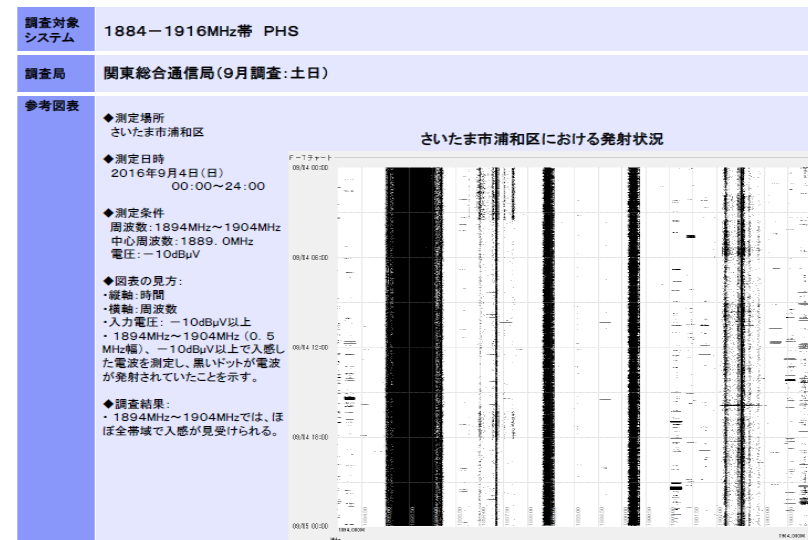 調査対象
システム
1884－1916MHz帯 PHS
調査局
関東総合通信局（9月調査：土日）
参考図表
◆測定場所
さいたま市浦和区
◆測定日時
2016年9月4日（日）
00：00～24：00
◆測定条件
周波数：1894MHz～1904MHz
中心周波数：1889．0MHz
電圧：－10dBμV
◆図表の見方：
・縦軸：時間
・横軸：周波数
・入力電圧： －10dBμV以上
・ 1894MHz～1904MHz （0．5
MHz幅）、 －10dBμV以上で入感し
た電波を測定し、黒いドットが電波
が発射されていたことを示す。
◆調査結果：
・ 1894MHz～1904MHzでは、ほ
ぼ全帯域で入感が見受けられる。
さいたま市浦和区における発射状況
F－Tチャート
09/04 00:00
09/04 06:00
09/04 12:00
09/04 18:00
09/05 00:00
1894.000M
1904.000M